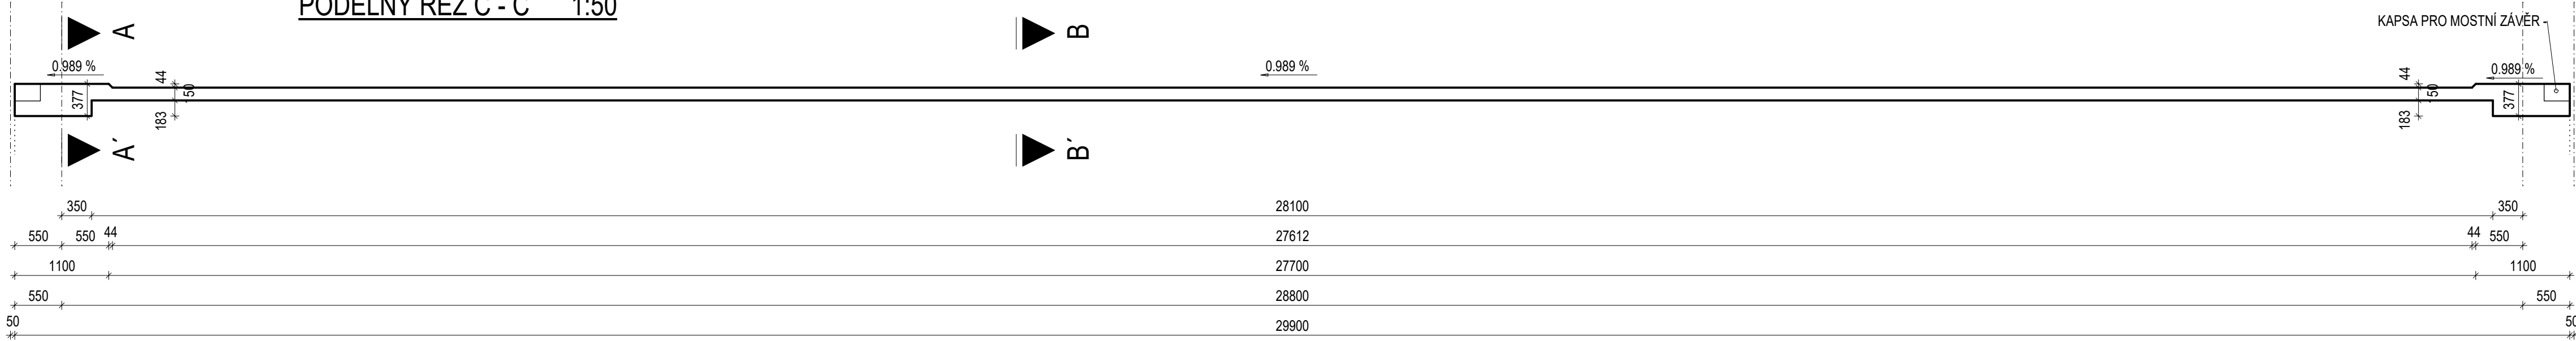 PODÉLNÝ ŘEZ C - C 1:50
A
B
KAPSA PRO MOSTNÍ ZÁVĚR
0.989 %
0.989 %
0.989 %
377
44
150
183
44
150
183
377
A´
B´
350 28100 350
550 550 44 27612 44 550
1100 27700 1100
550 28800 550
50 29900 50